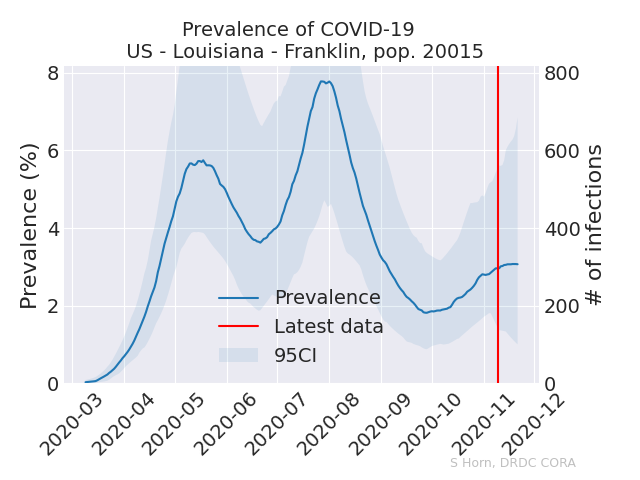 Prevalence of COVID-19
US - Louisiana - Franklin, pop. 20015
Prevalence (%)
8
6
4
2
0
# of infections
800
600
400
200
0
Prevalence
Latest data
95CI
2020-03
2020-04
2020-05
2020-06
2020-07
2020-08
2020-09
2020-10
2020-11
2020-12
S Horn, DRDC CORA